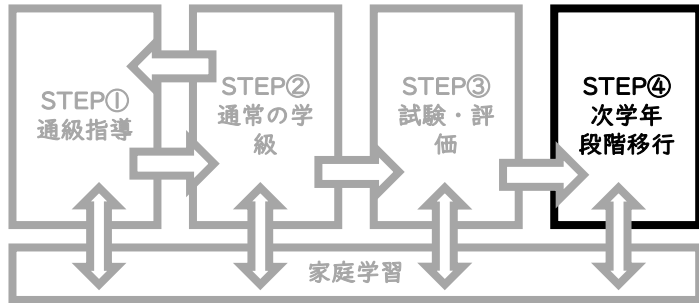 STEP①
通級指導
STEP②
通常の学
級
STEP③
試験・評
価
STEP④
次学年
段階移行
家庭学習